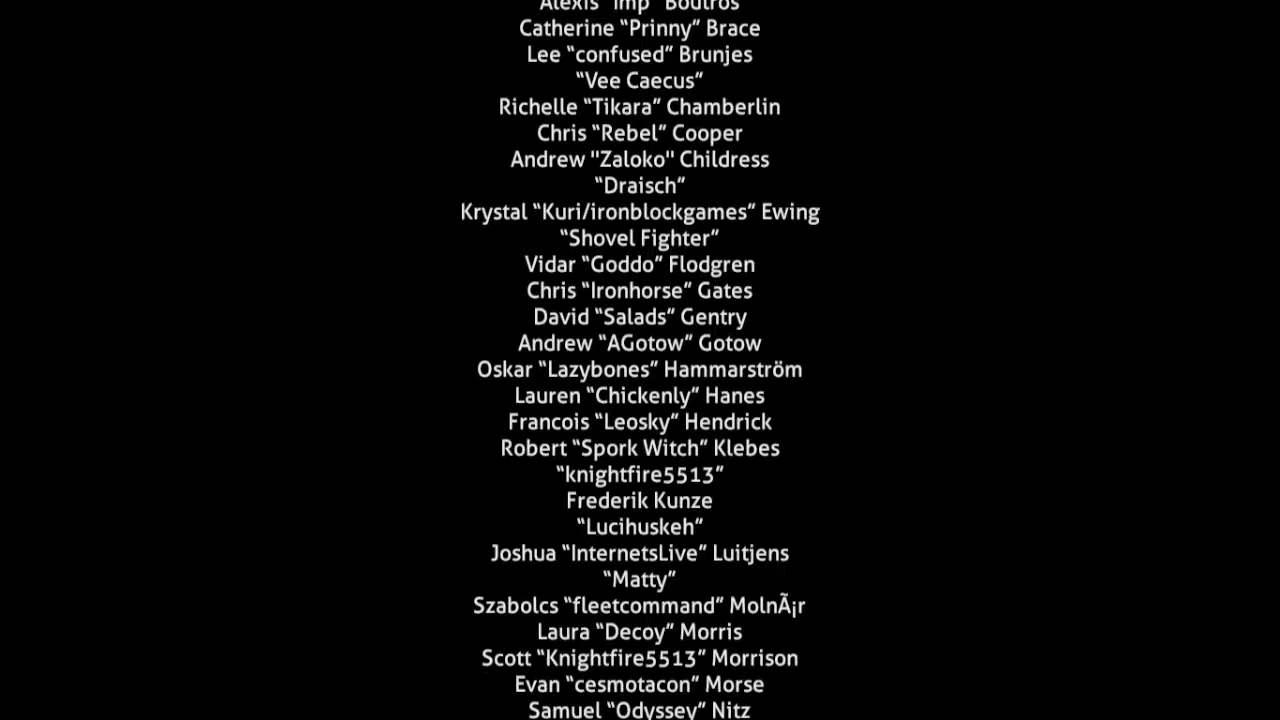 Alexis “Imp” Boutros
Catherine “Prinny” Brace
Lee “confused” Brunjes
“Vee Caecus”
Richelle “Tikara” Chamberlin
Chris “Rebel” Cooper
Andrew "Zaloko" Childress
“Draisch”
Krystal “Kuri/ironblockgames” Ewing
“Shovel Fighter”
Vidar “Goddo” Flodgren
Chris “Ironhorse” Gates
David “Salads” Gentry
Andrew “AGotow” Gotow
Oskar “Lazybones” Hammarström
Lauren “Chickenly” Hanes
Francois “Leosky” Hendrick
Robert “Spork Witch” Klebes
“knightfire5513”
Frederik Kunze
“Lucihuskeh”
Joshua “InternetsLive” Luitjens
“Matty”
Szabolcs “fleetcommand” MolnÃ¡r
Laura “Decoy” Morris
Scott “Knightfire5513” Morrison
Evan “cesmotacon” Morse
Samuel “Odyssey” Nitz